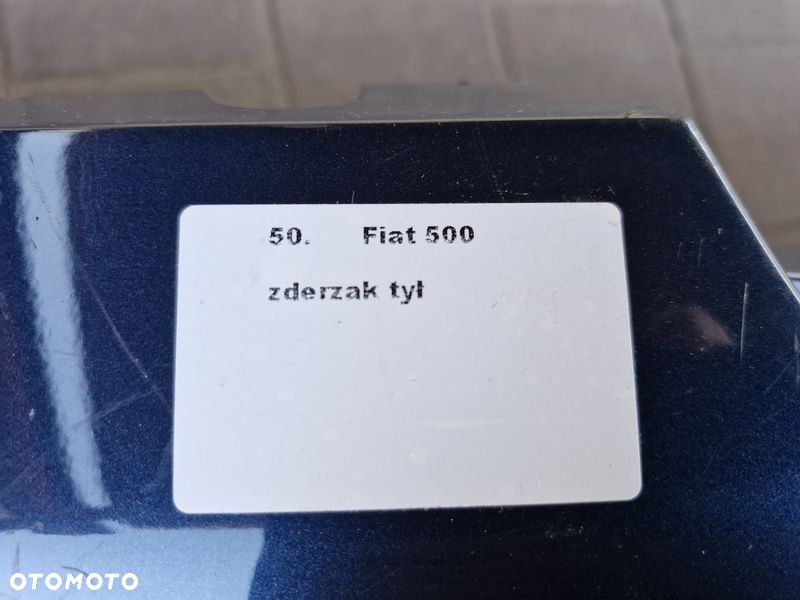 50. Fiat 500
zderzak tył
OTOMOTO